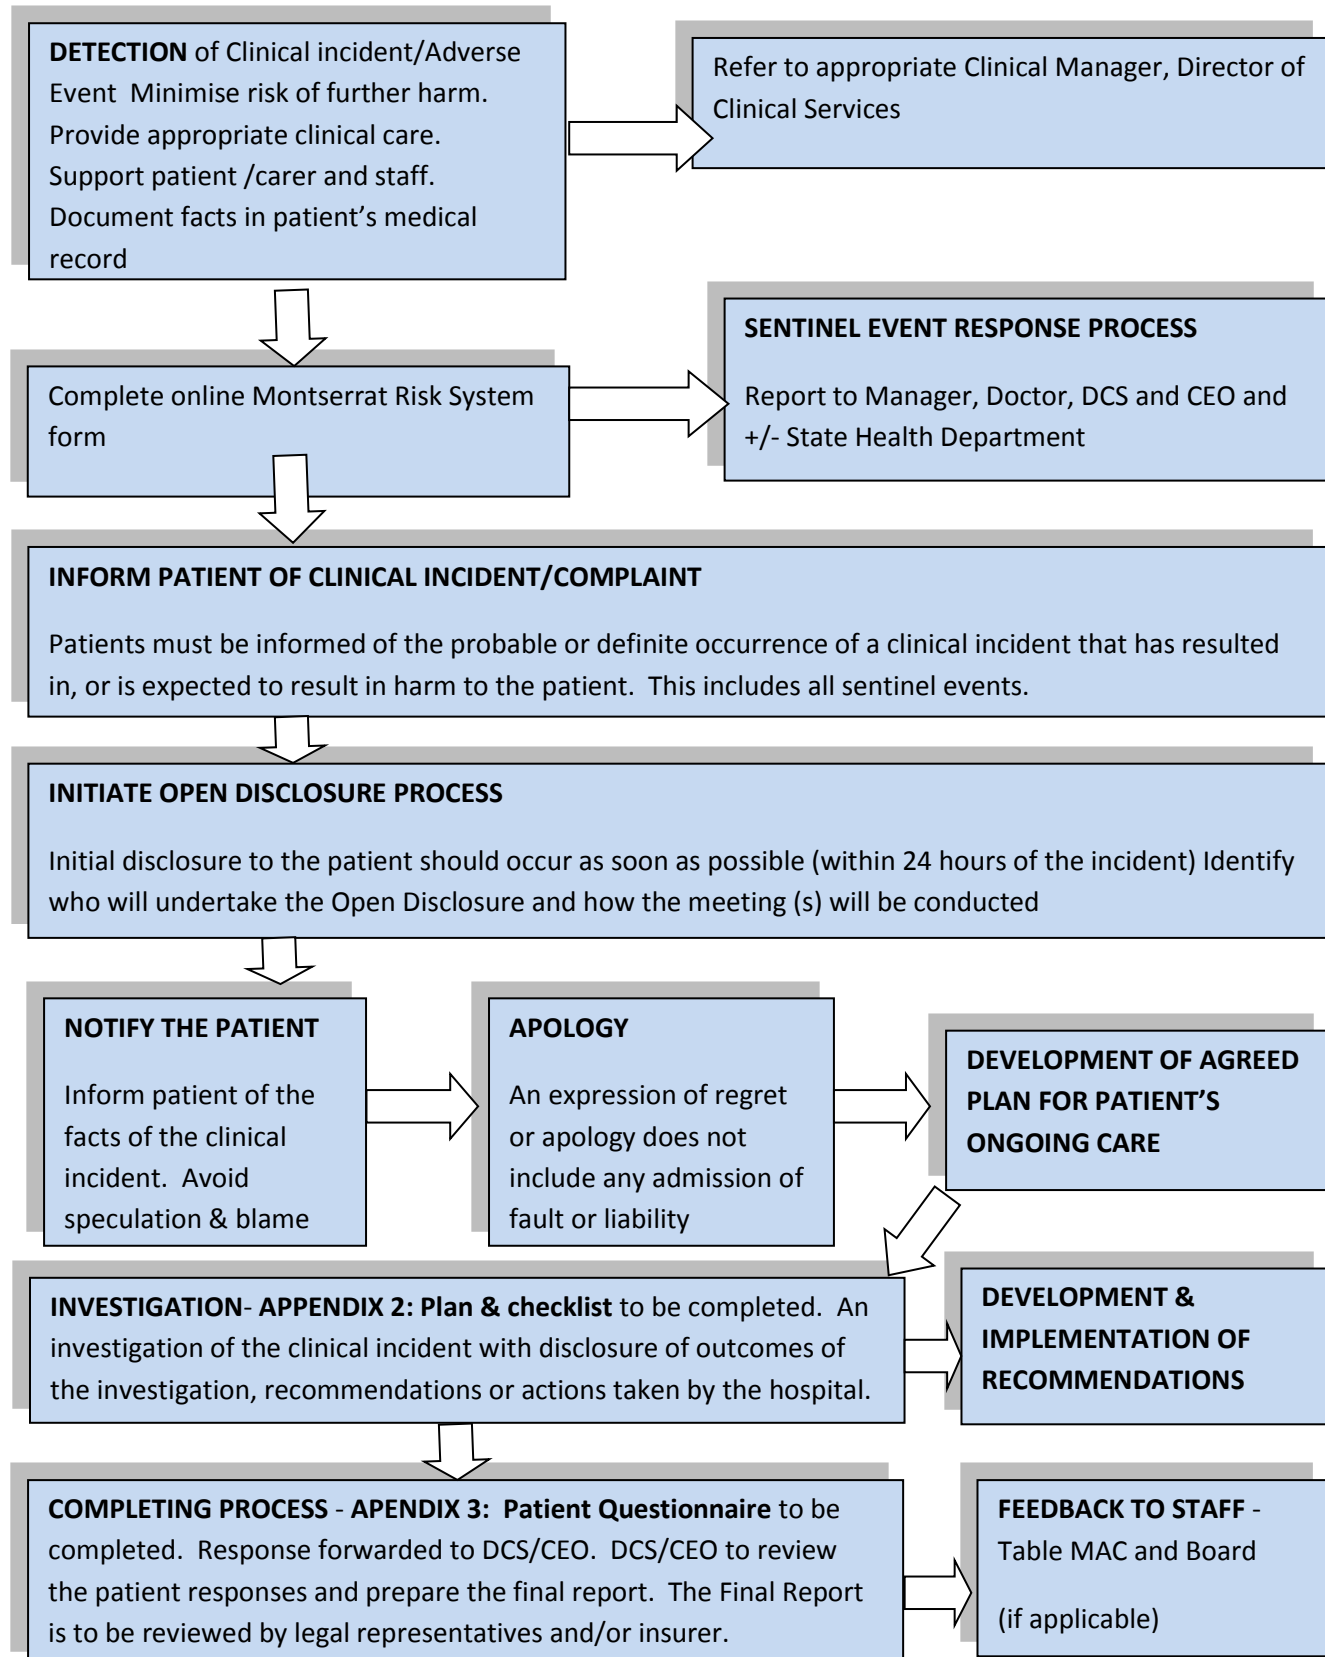 DETECTION of Clinical incident/Adverse
Event  Minimise risk of further harm.
Provide appropriate clinical care.
Support patient /carer and staff.
Document facts in patient’s medical
record
Refer to appropriate Clinical Manager, Director of
Clinical Services
Complete online Montserrat Risk System
form
SENTINEL EVENT RESPONSE PROCESS
Report to Manager, Doctor, DCS and CEO and
+/- State Health Department
INFORM PATIENT OF CLINICAL INCIDENT/COMPLAINT
Patients must be informed of the probable or definite occurrence of a clinical incident that has resulted
in, or is expected to result in harm to the patient.  This includes all sentinel events.
INITIATE OPEN DISCLOSURE PROCESS
Initial disclosure to the patient should occur as soon as possible (within 24 hours of the incident) Identify
who will undertake the Open Disclosure and how the meeting (s) will be conducted
NOTIFY THE PATIENT
Inform patient of the
facts of the clinical
incident.  Avoid
speculation & blame
APOLOGY
An expression of regret
or apology does not
include any admission of
fault or liability
DEVELOPMENT OF AGREED
PLAN FOR PATIENT’S
ONGOING CARE
INVESTIGATION- APPENDIX 2: Plan & checklist to be completed.  An
investigation of the clinical incident with disclosure of outcomes of
the investigation, recommendations or actions taken by the hospital.
DEVELOPMENT &
IMPLEMENTATION OF
RECOMMENDATIONS
COMPLETING PROCESS - APENDIX 3:  Patient Questionnaire to be
completed.  Response forwarded to DCS/CEO.  DCS/CEO to review
the patient responses and prepare the final report.  The Final Report
is to be reviewed by legal representatives and/or insurer.
FEEDBACK TO STAFF -
Table MAC and Board
(if applicable)